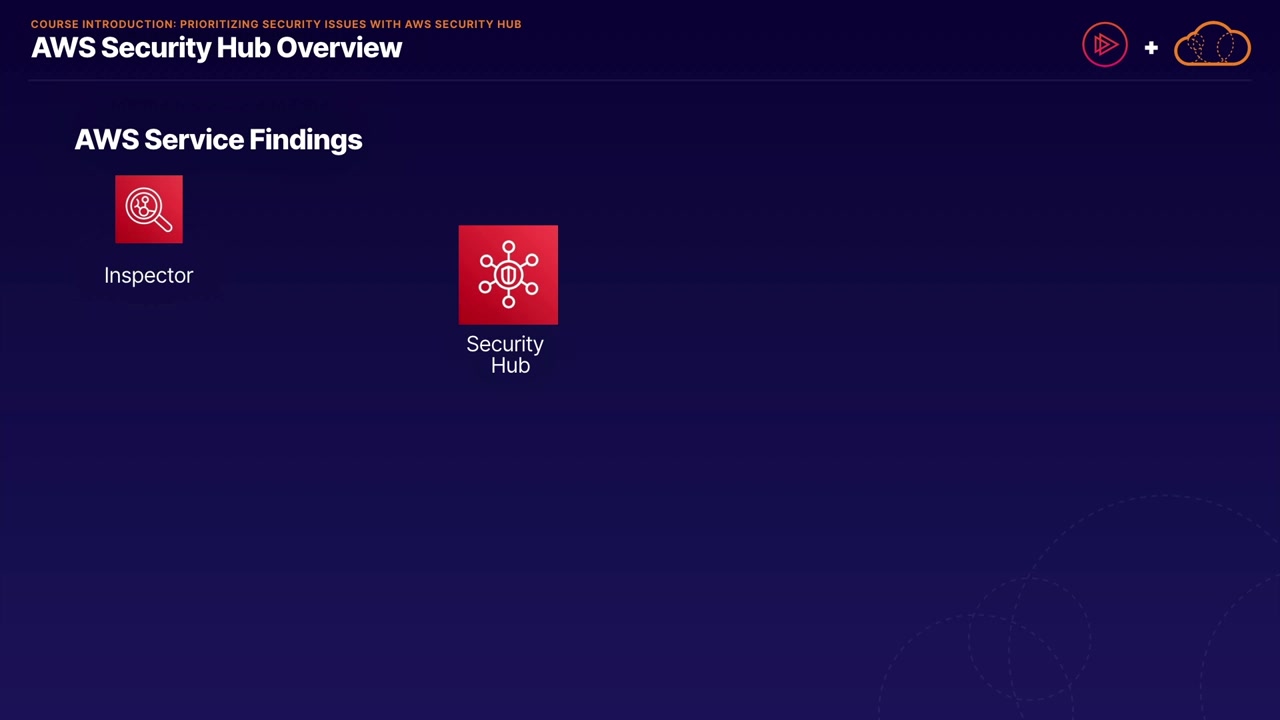 COURSE INTRODUCTION: PRIORITIZING SECURITY ISSUES WITH AWS SECURITY HUB
AWS Security Hub Overview
AWS Service Findings
Inspector
Security
Hub